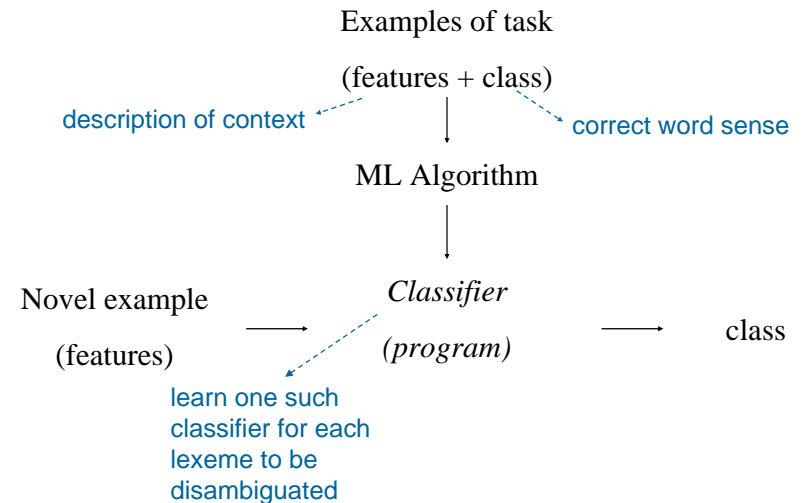 Examples of task
(features + class)
description of context
correct word sense
ML Algorithm
Novel example
(features)
Classifier
(program)
class
learn one such
classifier for each
lexeme to be
disambiguated